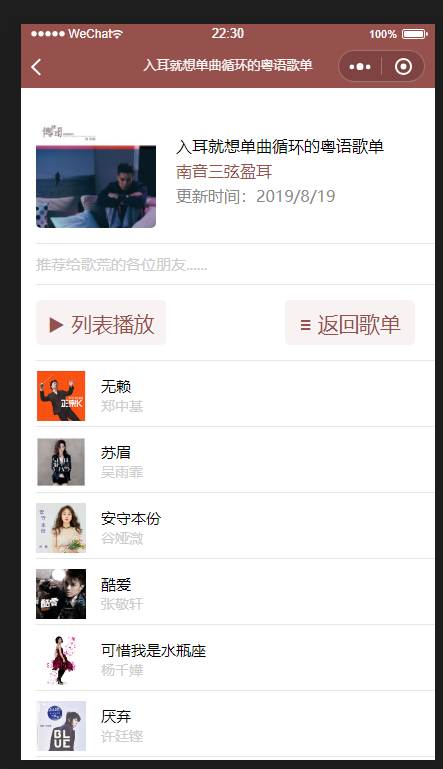 WeChat 22:30 100%
入耳就想单曲循环的粤语歌单
入耳就想单曲循环的粤语歌单
南音三弦盈耳
更新时间：2019/8/19
推荐给歌荒的各位朋友......
列表播放
返回歌单
无赖
郑中基
苏眉
吴雨霏
安守本份
谷娅溦
酷爱
张敬轩
可惜我是水瓶座
杨千嬅
厌弃
许廷铿
BLUE